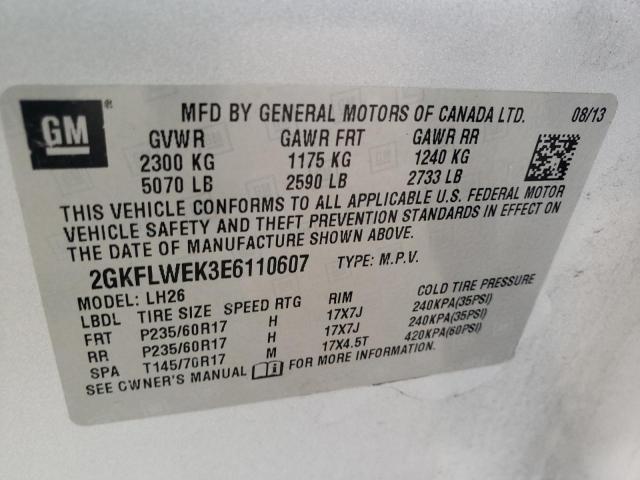 GM ®
MFD BY GENERAL MOTORS OF CANADA LTD. 08/13
GVWR GAWR FRT GAWR RR
2300 KG 1175 KG 1240 KG
5070 LB 2590 LB 2733 LB
THIS VEHICLE CONFORMS TO ALL APPLICABLE U.S. FEDERAL MOTOR
VEHICLE SAFETY AND THEFT PREVENTION STANDARDS IN EFFECT ON
THE DATE OF MANUFACTURE SHOWN ABOVE.
2GKFLWEK3E6110607 TYPE: M.P.V.
MODEL: LH26
LBDL TIRE SIZE SPEED RTG RIM COLD TIRE PRESSURE
FRT P235/60R17 H 17X7J 240KPA(35PSI)
RR P235/60R17 H 17X7J 240KPA(35PSI)
SPA T145/70R17 M 17X4.5T 420KPA(60PSI)
SEE OWNER'S MANUAL FOR MORE INFORMATION.